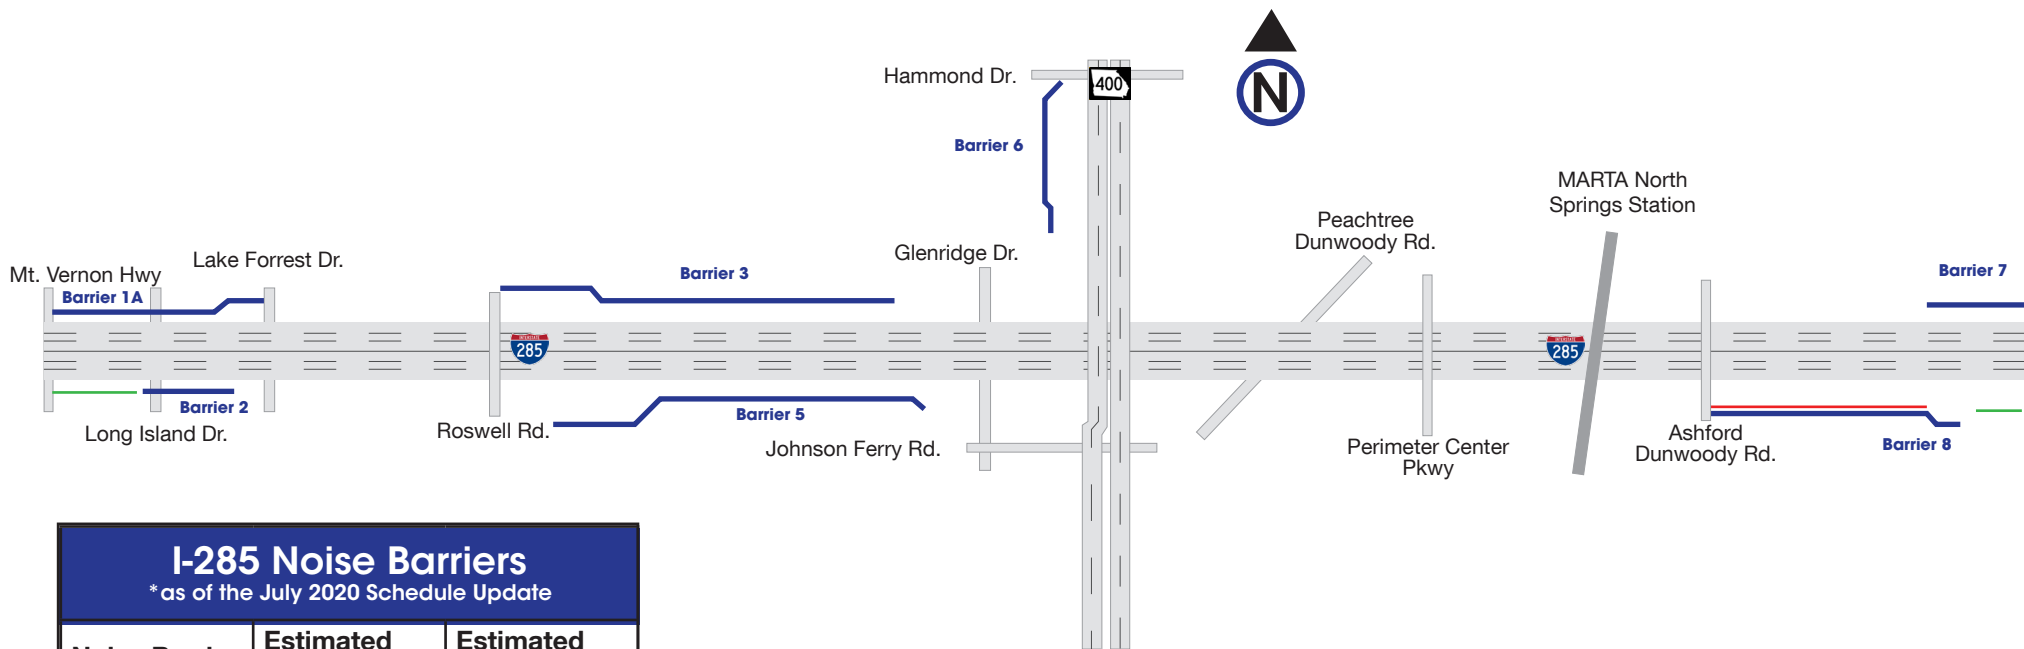 Hammond Dr.
400
N
Barrier 6
MARTA North
Springs Station
Peachtree
Dunwoody Rd.
Glenridge Dr.
Lake Forrest Dr.
Mt. Vernon Hwy
Barrier 1A
Barrier 3
Barrier 7
INTERSTATE
285
INTERSTATE
285
Barrier 2
Long Island Dr.
Roswell Rd.
Barrier 5
Johnson Ferry Rd.
Perimeter Center
Pkwy
Ashford
Dunwoody Rd.
Barrier 8
I-285 Noise Barriers
*as of the July 2020 Schedule Update
Estimated
Estimated